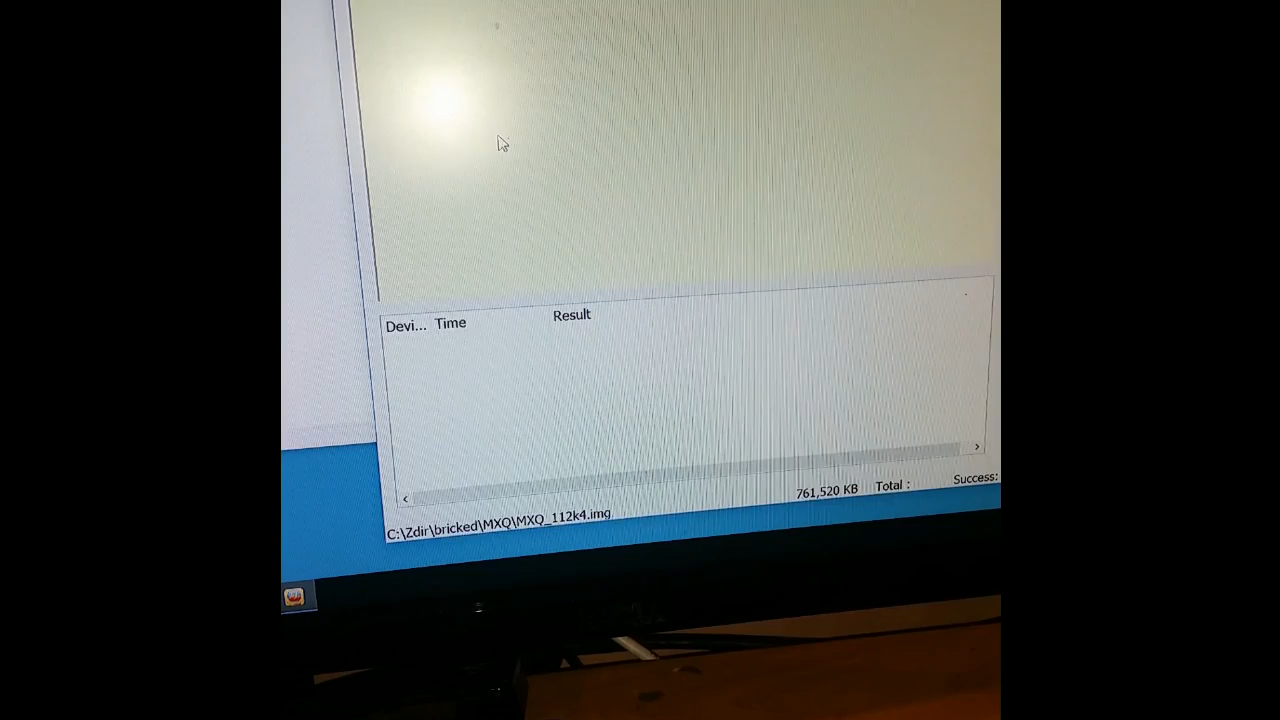 Devi... Time Result
761,520 KB Total : Success:
C:\Zdir\bricked\MXQ\MXQ_112k4.img